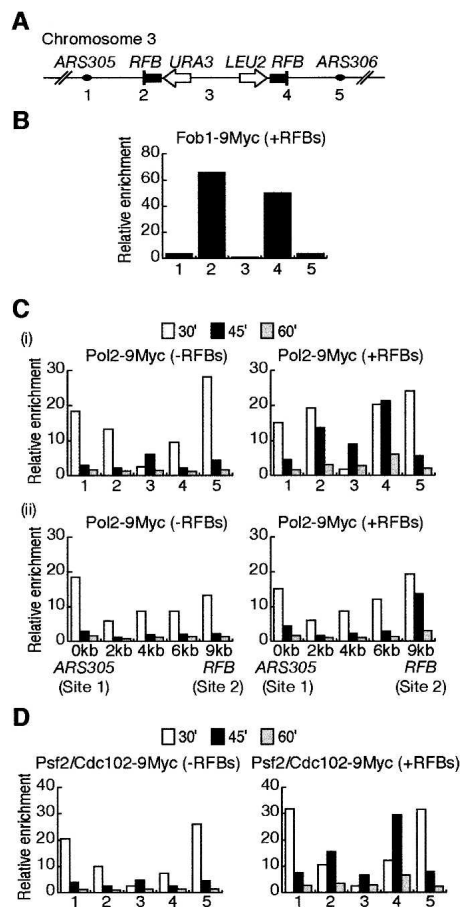 A
Chromosome 3
ARS305 RFB URA3 LEU2 RFB ARS306
1 2 3 4 5
B
Fob1-9Myc (+RFBs)
Relative enrichment
80
60
40
20
0
1 2 3 4 5
C
30' 45' 60'
(i)
Pol2-9Myc (-RFBs) Pol2-9Myc (+RFBs)
Relative enrichment
30 30
20 20
10 10
0 0
1 2 3 4 5 1 2 3 4 5
(ii)
Pol2-9Myc (-RFBs) Pol2-9Myc (+RFBs)
Relative enrichment
30 30
20 20
10 10
0 0
0kb 2kb 4kb 6kb 9kb 0kb 2kb 4kb 6kb 9kb
ARS305 RFB ARS305 RFB
(Site 1) (Site 2) (Site 1) (Site 2)
D
30' 45' 60'
Psf2/Cdc102-9Myc (-RFBs) Psf2/Cdc102-9Myc (+RFBs)
Relative enrichment
40 40
30 30
20 20
10 10
0 0
1 2 3 4 5 1 2 3 4 5